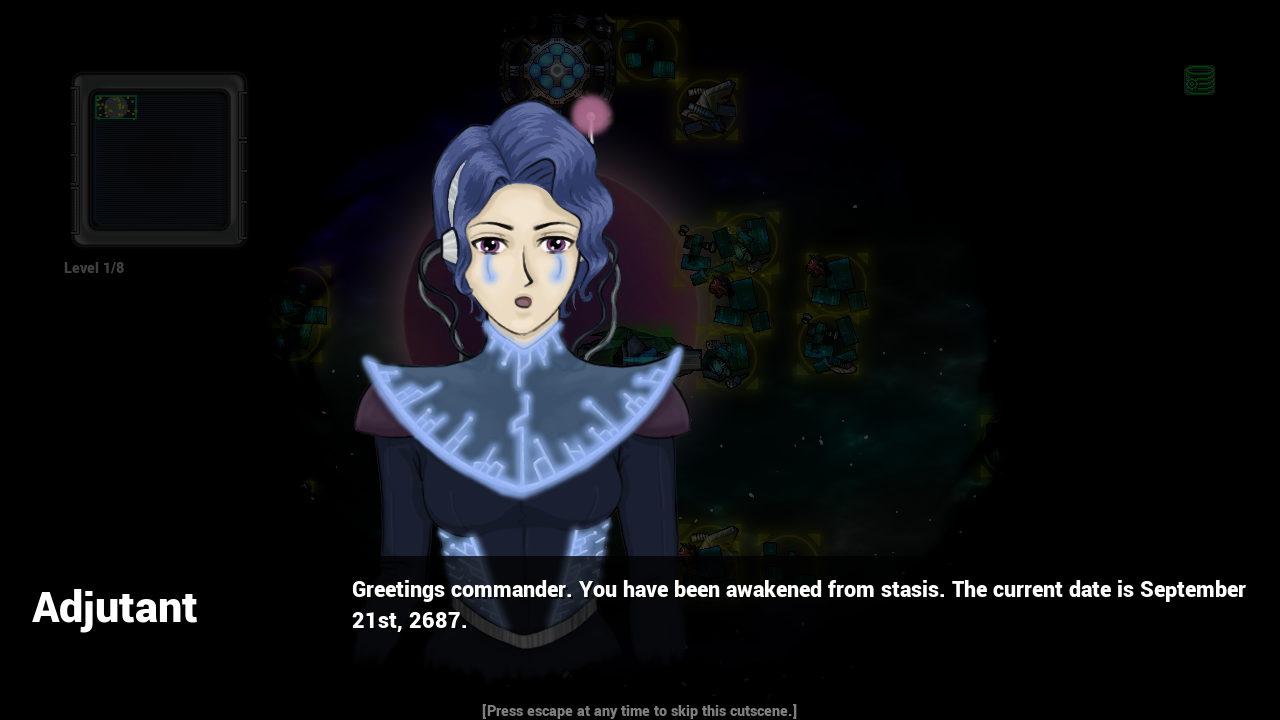 Level 1/8
Adjutant
Greetings commander. You have been awakened from stasis. The current date is September
21st, 2687.
[Press escape at any time to skip this cutscene.]